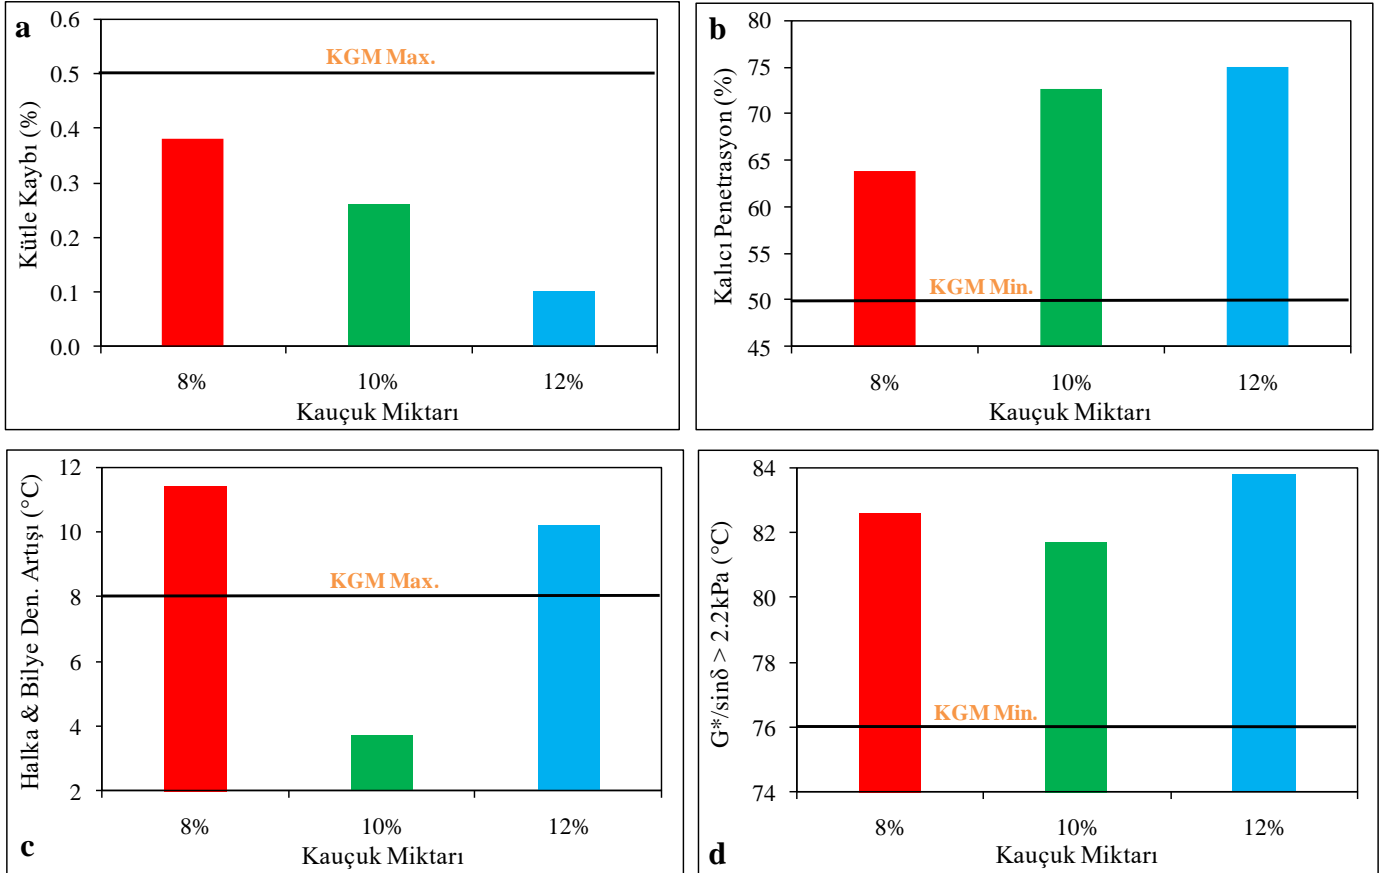 a
0.6
0.5
0.4
0.3
0.2
0.1
0.0
Kütle Kaybı (%)
KGM Max.
8% 10% 12%
Kauçuk Miktarı
b
80
75
70
65
60
55
50
45
Kalıcı Penetrasyon (%)
KGM Min.
8% 10% 12%
Kauçuk Miktarı
12
10
8
6
4
2
Halka & Bilye Den. Artışı (°C)
KGM Max.
8% 10% 12%
c
Kauçuk Miktarı
84
82
80
78
76
74
G*/sinδ > 2.2kPa (°C)
KGM Min.
8% 10% 12%
d
Kauçuk Miktarı